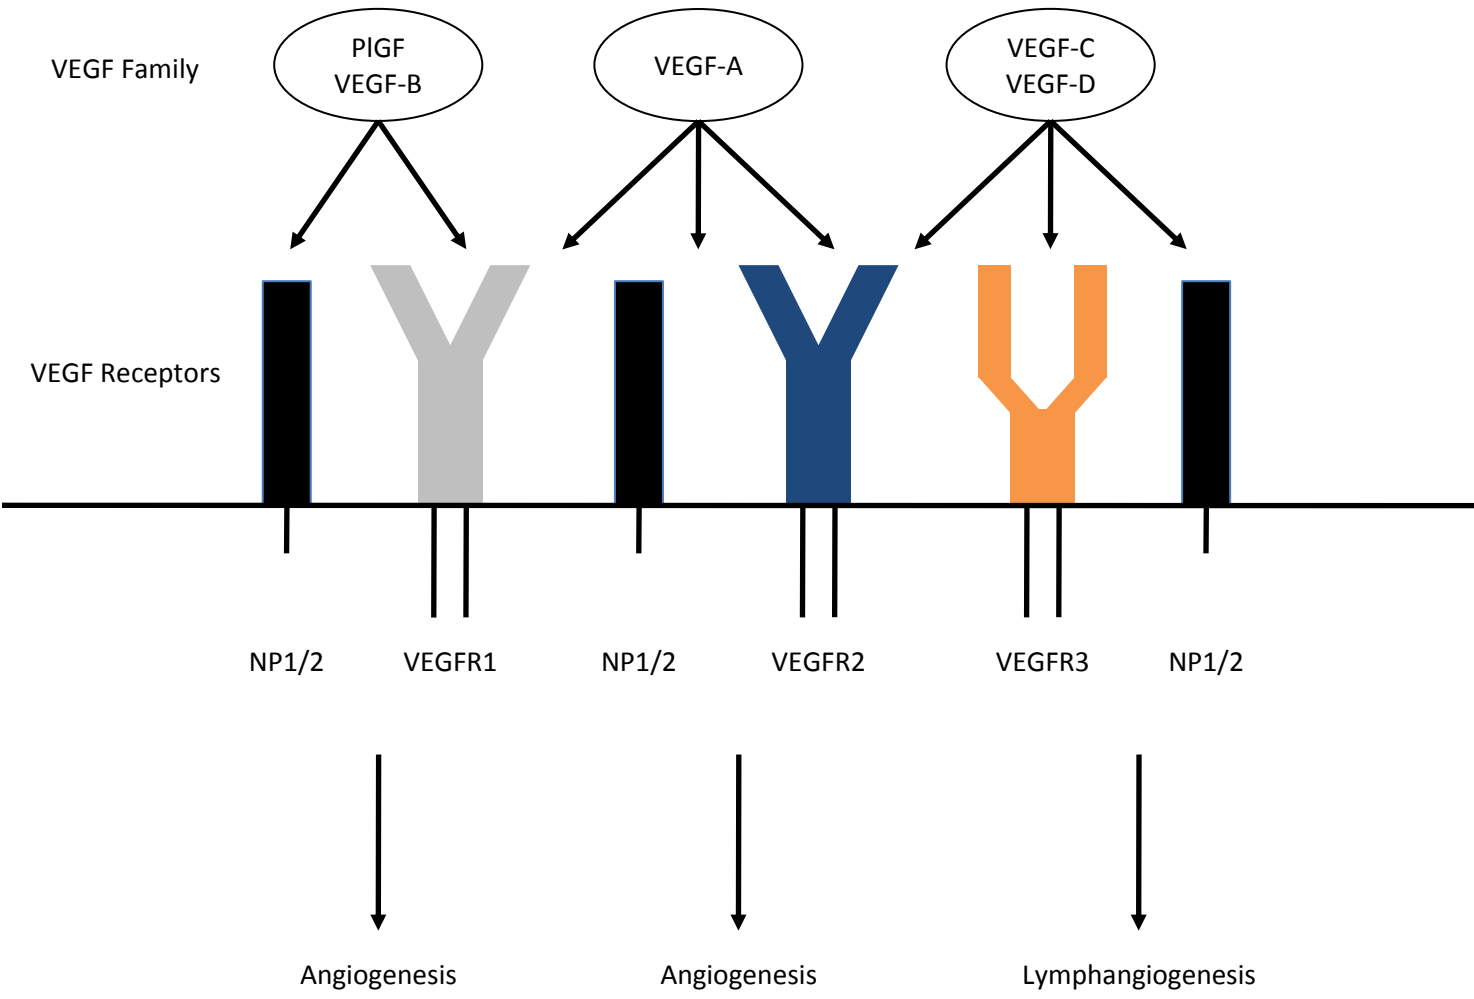 VEGF Family
PlGF
VEGF-B
VEGF-A
VEGF-C
VEGF-D
VEGF Receptors
NP1/2
VEGFR1
NP1/2
VEGFR2
VEGFR3
NP1/2
Angiogenesis
Angiogenesis
Lymphangiogenesis